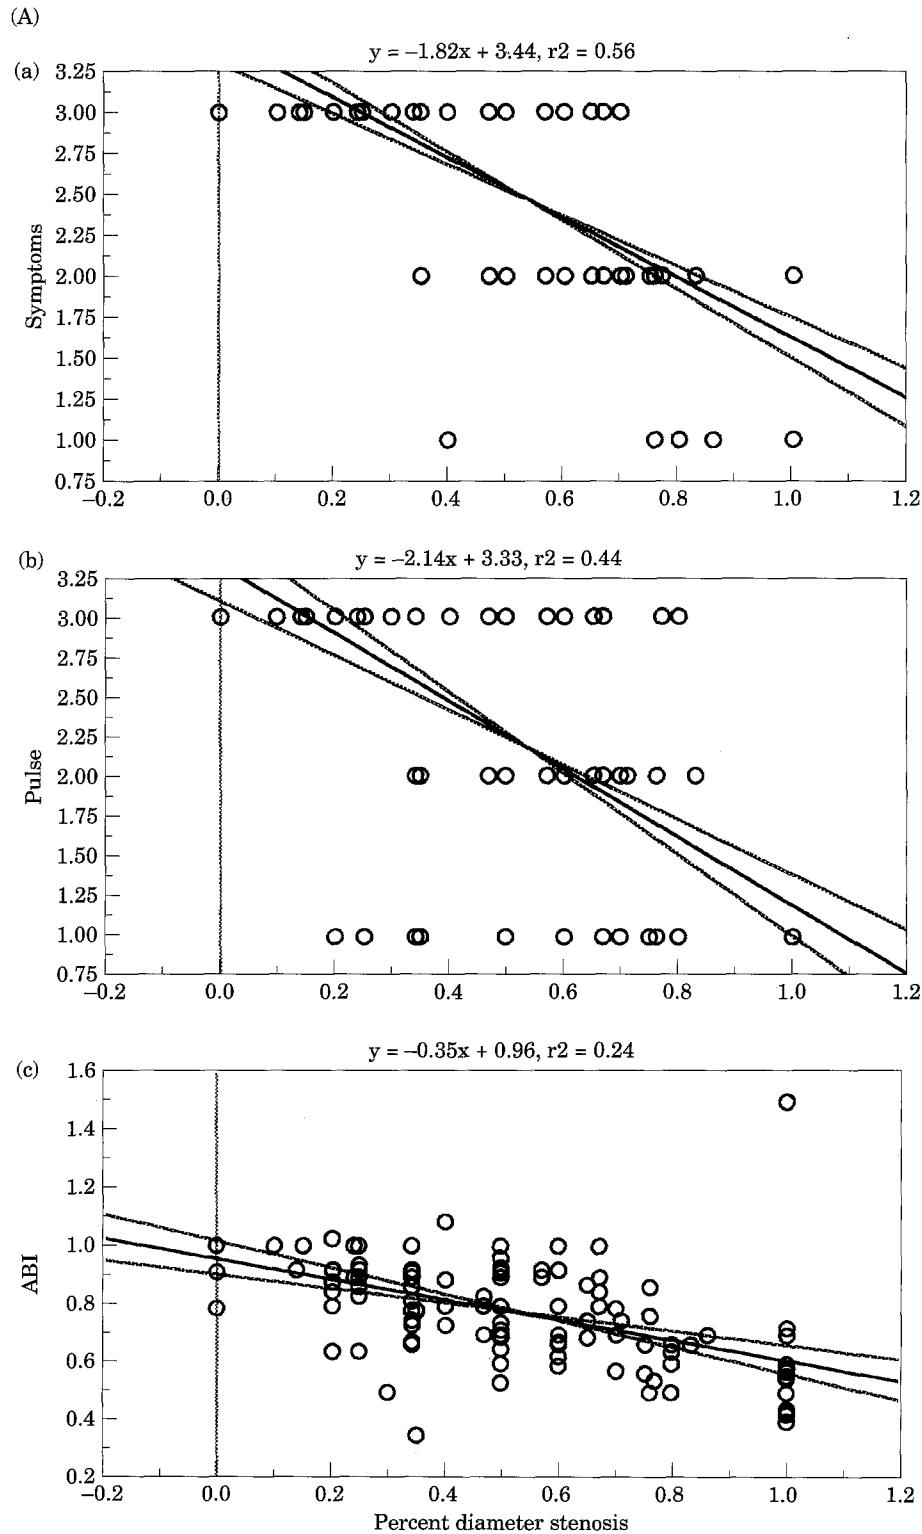 (A)
y = –1.82x + 3.44, r2 = 0.56
(a)
3.25
3.00
2.75
2.50
2.25
2.00
1.75
1.50
1.25
1.00
0.75
Symptoms
–0.2 0.0 0.2 0.4 0.6 0.8 1.0 1.2
(b)
y = –2.14x + 3.33, r2 = 0.44
3.25
3.00
2.75
2.50
2.25
2.00
1.75
1.50
1.25
1.00
0.75
Pulse
–0.2 0.0 0.2 0.4 0.6 0.8 1.0 1.2
y = –0.35x + 0.96, r2 = 0.24
(c)
1.6
1.4
1.2
1.0
0.8
0.6
0.4
0.2
ABI
–0.2 0.0 0.2 0.4 0.6 0.8 1.0 1.2
Percent diameter stenosis